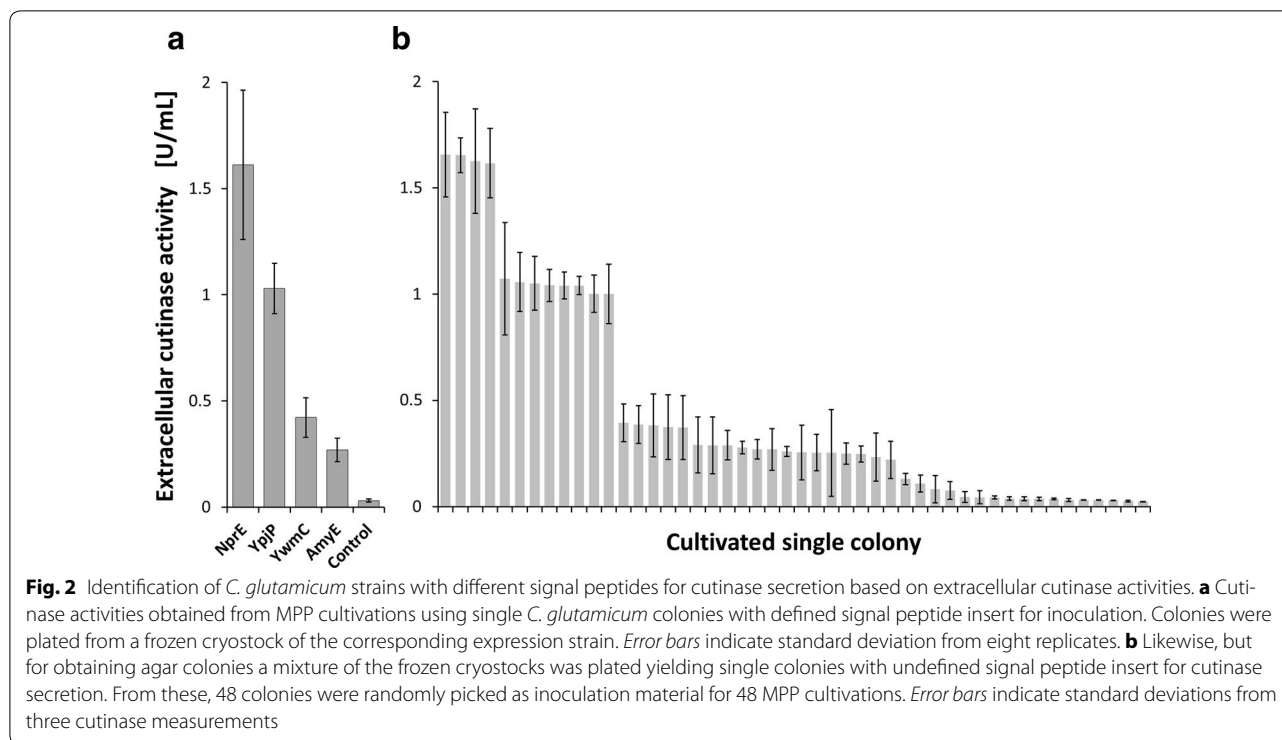 a
b
Extracellular cutinase activity [U/mL]
2
1.5
1
0.5
0
NprE
YpjP
YwmC
AmyE
Control
2
1.5
1
0.5
0
Cultivated single colony
Fig. 2 Identification of C. glutamicum strains with different signal peptides for cutinase secretion based on extracellular cutinase activities. a Cuti-
nase activities obtained from MPP cultivations using single C. glutamicum colonies with defined signal peptide insert for inoculation. Colonies were
plated from a frozen cryostock of the corresponding expression strain. Error bars indicate standard deviation from eight replicates. b Likewise, but
for obtaining agar colonies a mixture of the frozen cryostocks was plated yielding single colonies with undefined signal peptide insert for cutinase
secretion. From these, 48 colonies were randomly picked as inoculation material for 48 MPP cultivations. Error bars indicate standard deviations from
three cutinase measurements